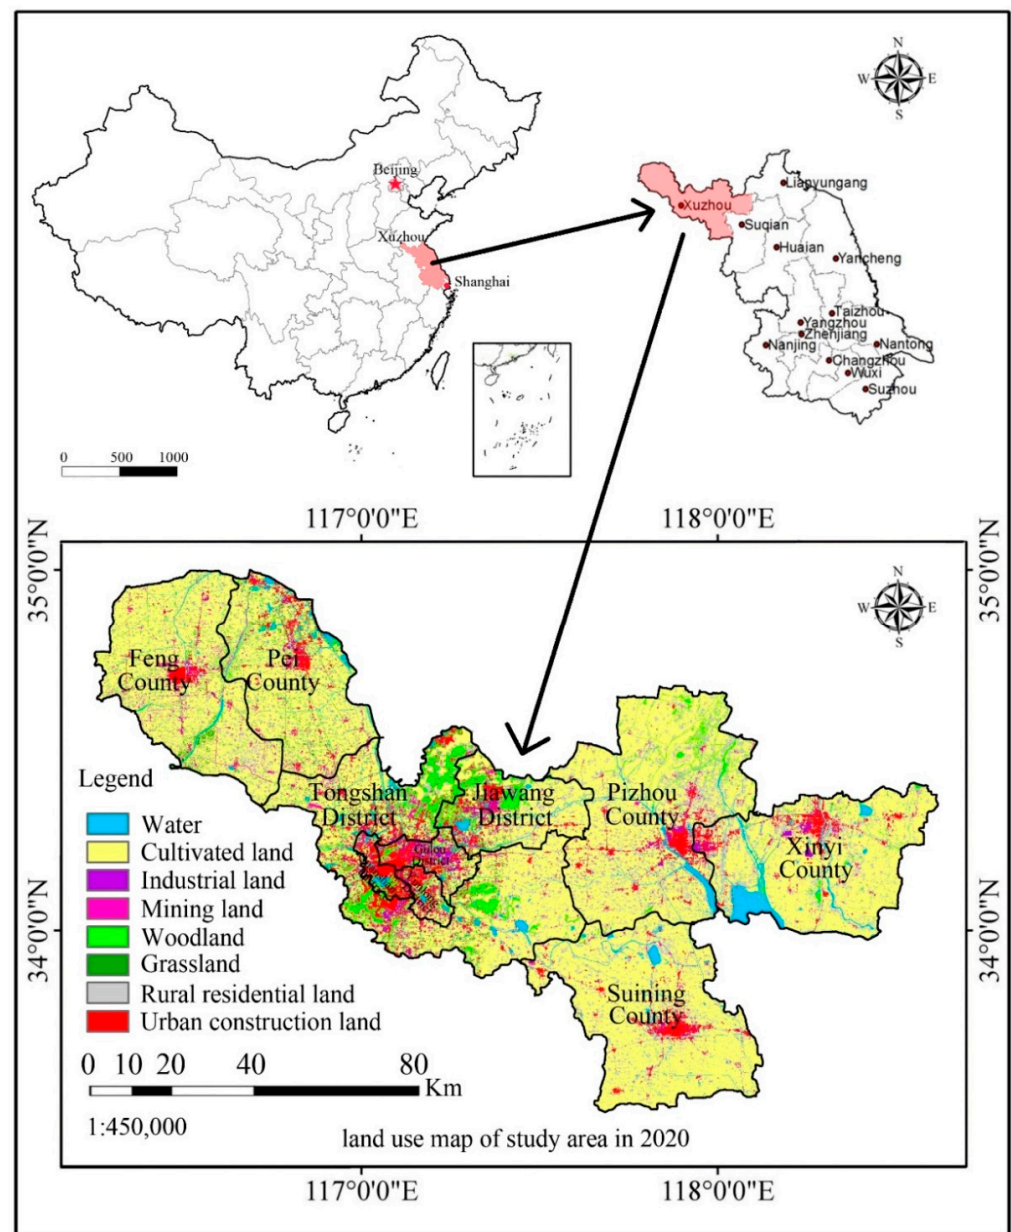 N
W
E
S
Beijing
Xuzhou
Shanghai
0 500 1000
Lianyungang
Xuzhou
Suqian
Huaian
Yancheng
Taizhou
Yangzhou
Zhenjiang
Nanjing
Nantong
Changzhou
Wuxi
Suzhou
117°0'0"E 118°0'0"E
35°0'0"N
35°0'0"N
N
W
E
S
Feng
County
Pei
County
Tongshan
District
Jiawang
District
Pizhou
County
Gulou
District
Xinyi
County
Suining
County
34°0'0"N
34°0'0"N
Legend
Water
Cultivated land
Industrial land
Mining land
Woodland
Grassland
Rural residential land
Urban construction land
0 10 20 40 80
Km
1:450,000
land use map of study area in 2020
117°0'0"E 118°0'0"E